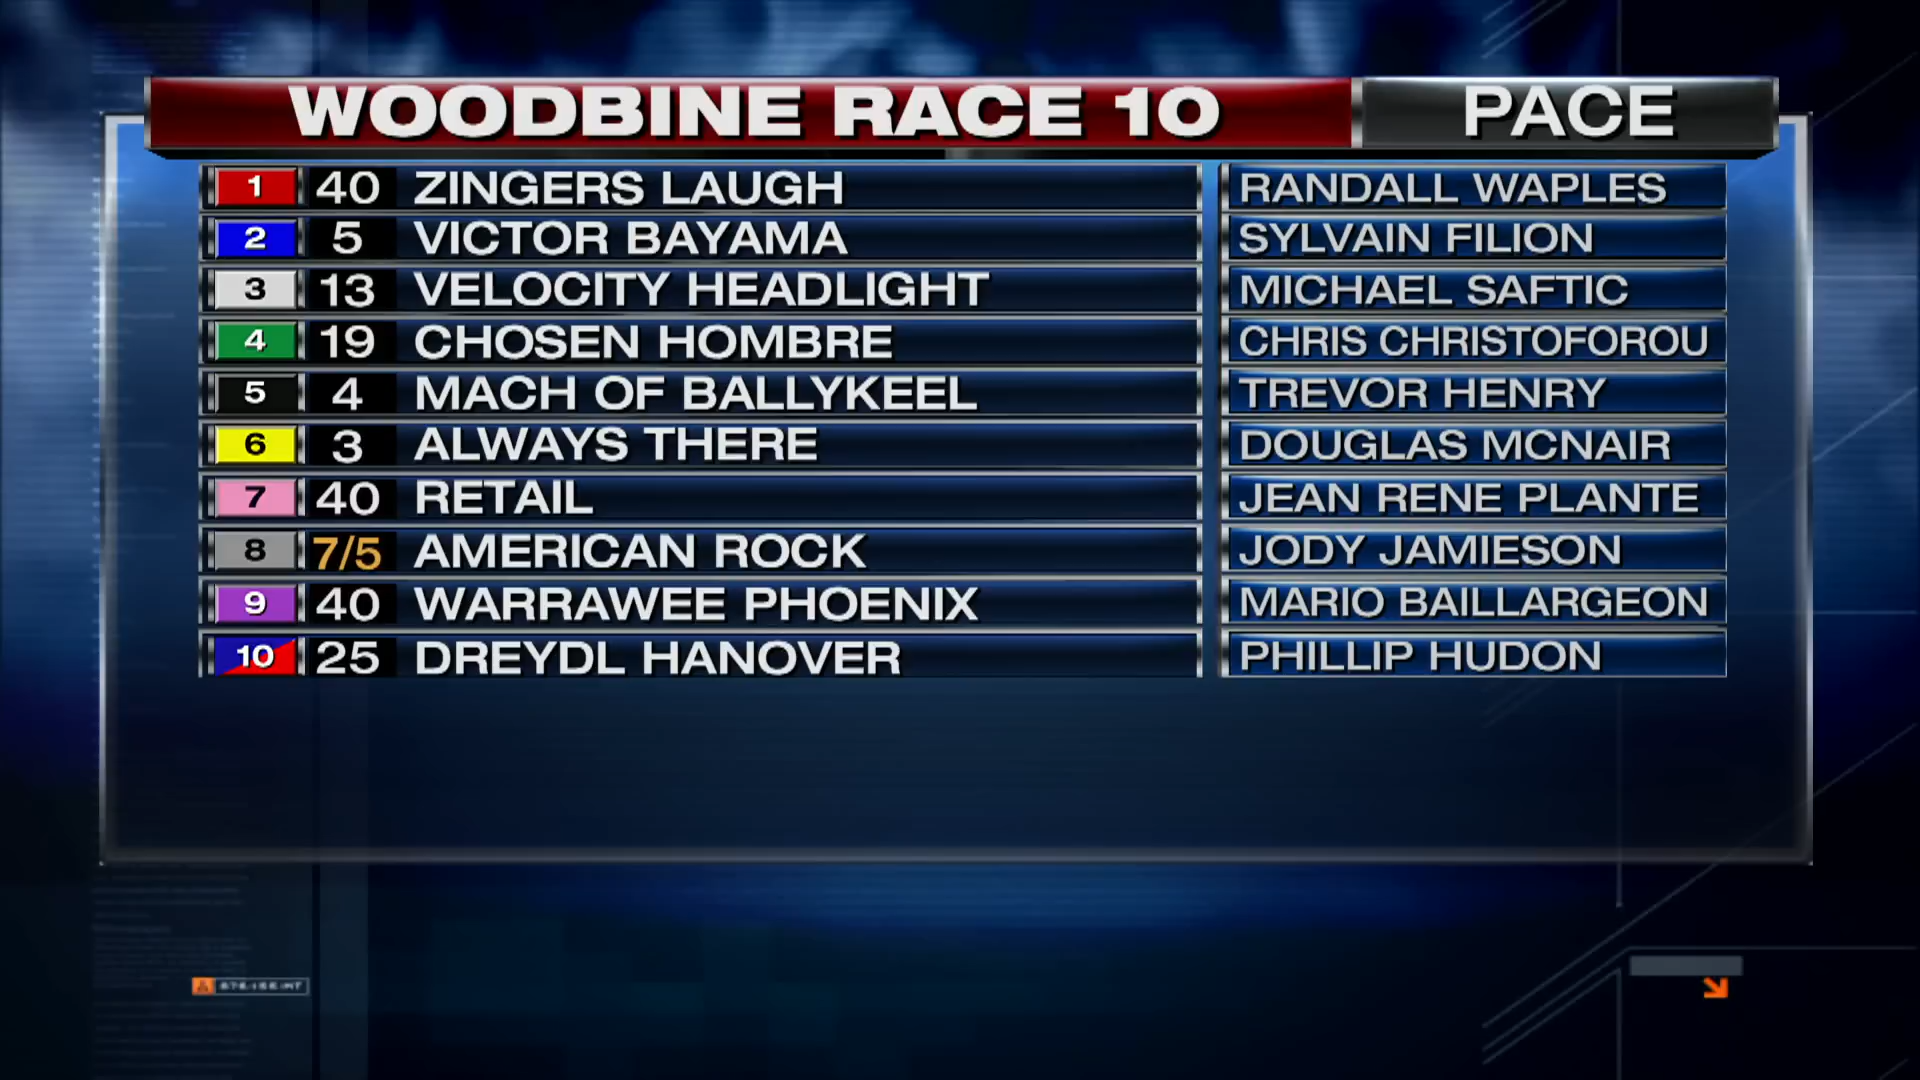 WOODBINE RACE 10 PACE
1 40 ZINGERS LAUGH RANDALL WAPLES
2 5 VICTOR BAYAMA SYLVAIN FILION
3 13 VELOCITY HEADLIGHT MICHAEL SAFTIC
4 19 CHOSEN HOMBRE CHRIS CHRISTOFOROU
5 4 MACH OF BALLYKEEL TREVOR HENRY
6 3 ALWAYS THERE DOUGLAS MCNAIR
7 40 RETAIL JEAN RENE PLANTE
8 7/5 AMERICAN ROCK JODY JAMIESON
9 40 WARRAWEE PHOENIX MARIO BAILLARGEON
10 25 DREYDL HANOVER PHILLIP HUDON